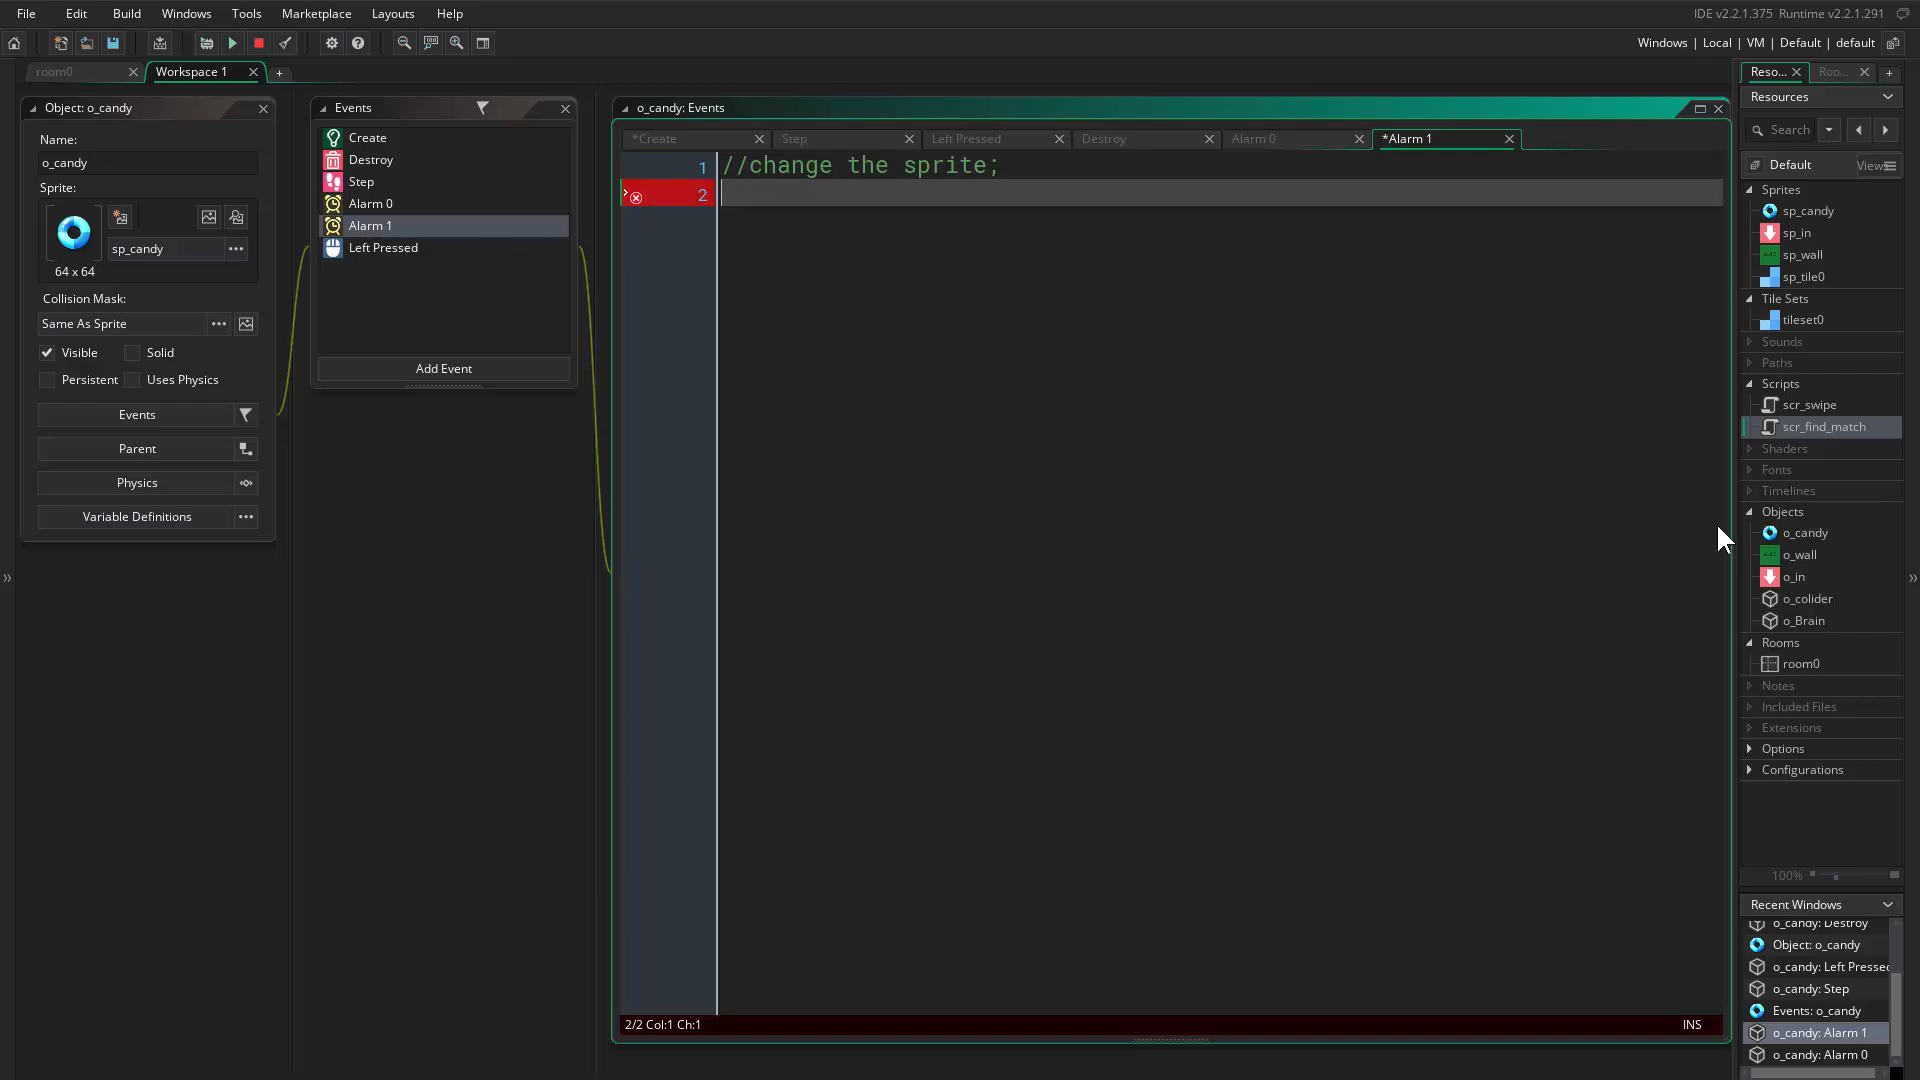 File Edit Build Windows Tools Marketplace Layouts Help IDE v2.2.1.375 Runtime v2.2.1.291
Windows | Local | VM | Default | default
room0 Workspace 1 +
Object: o_candy
Name:
o_candy
Sprite:
sp_candy
64 x 64
Collision Mask:
Same As Sprite
Visible Solid
Persistent Uses Physics
Events
Parent
Physics
Variable Definitions
Events
Create
Destroy
Step
Alarm 0
Alarm 1
Left Pressed
Add Event
o_candy: Events
*Create Step Left Pressed Destroy Alarm 0 *Alarm 1
1 //change the sprite;
2
2/2 Col:1 Ch:1 INS
Reso... Roo... +
Resources
Search
Default View
Sprites
sp_candy
sp_in
sp_wall
sp_tile0
Tile Sets
tileset0
Sounds
Paths
Scripts
scr_swipe
scr_find_match
Shaders
Fonts
Timelines
Objects
o_candy
o_wall
o_in
o_colider
o_Brain
Rooms
room0
Notes
Included Files
Extensions
Options
Configurations
100%
Recent Windows
o_candy: Destroy
Object: o_candy
o_candy: Left Pressed
o_candy: Step
Events: o_candy
o_candy: Alarm 1
o_candy: Alarm 0